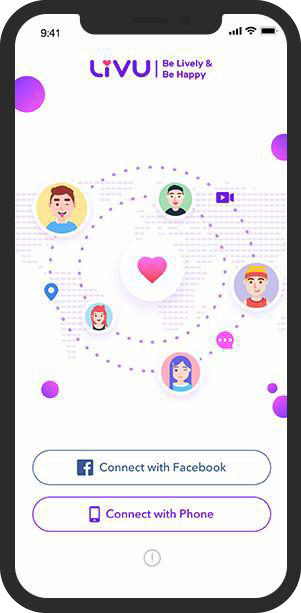 9:41
LiVU
Be Lively &
Be Happy
Connect with Facebook
Connect with Phone